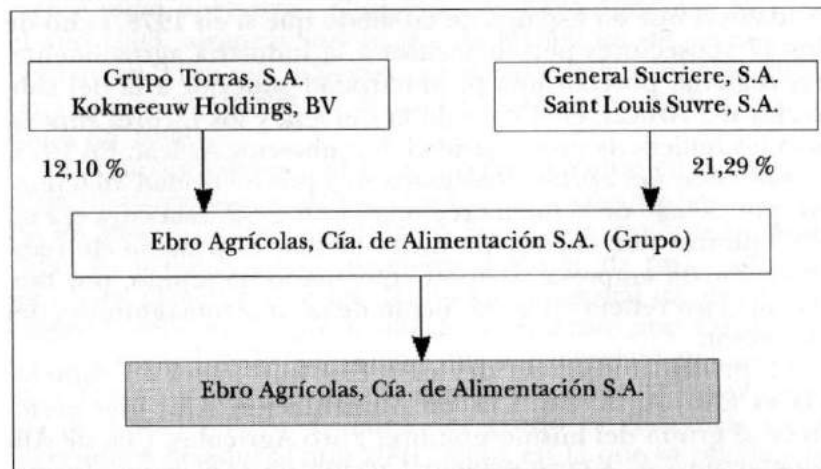 Grupo Torras, S.A.
Kokmeeuw Holdings, BV
General Sucriere, S.A.
Saint Louis Suvre, S.A.
12,10 %
21,29 %
Ebro Agrícolas, Cía. de Alimentación S.A. (Grupo)
Ebro Agrícolas, Cía. de Alimentación S.A.